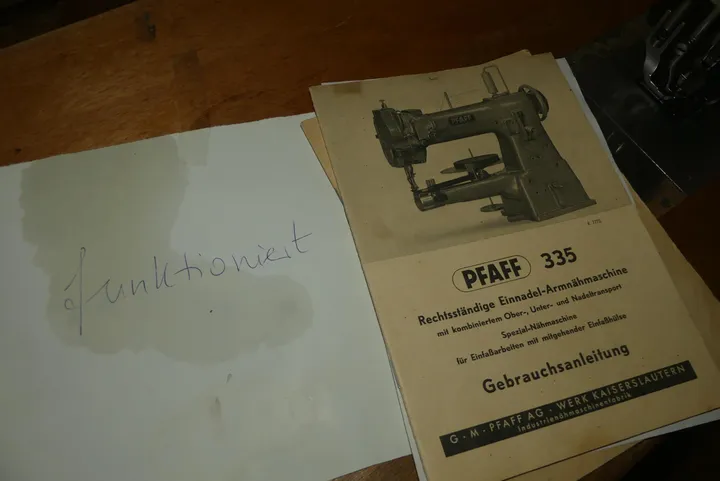 funktioniert
PFAFF
PFAFF 335
Rechtsständige Einnadel-Armnähmaschine
mit kombiniertem Ober-, Unter- und Nadeltransport
Spezial-Nähmaschine
für Einfaßarbeiten mit mitgehender Einfaßhülse
Gebrauchsanleitung
G·M·PFAFF AG · WERK KAISERSLAUTERN
Industrienähmaschinenfabrik